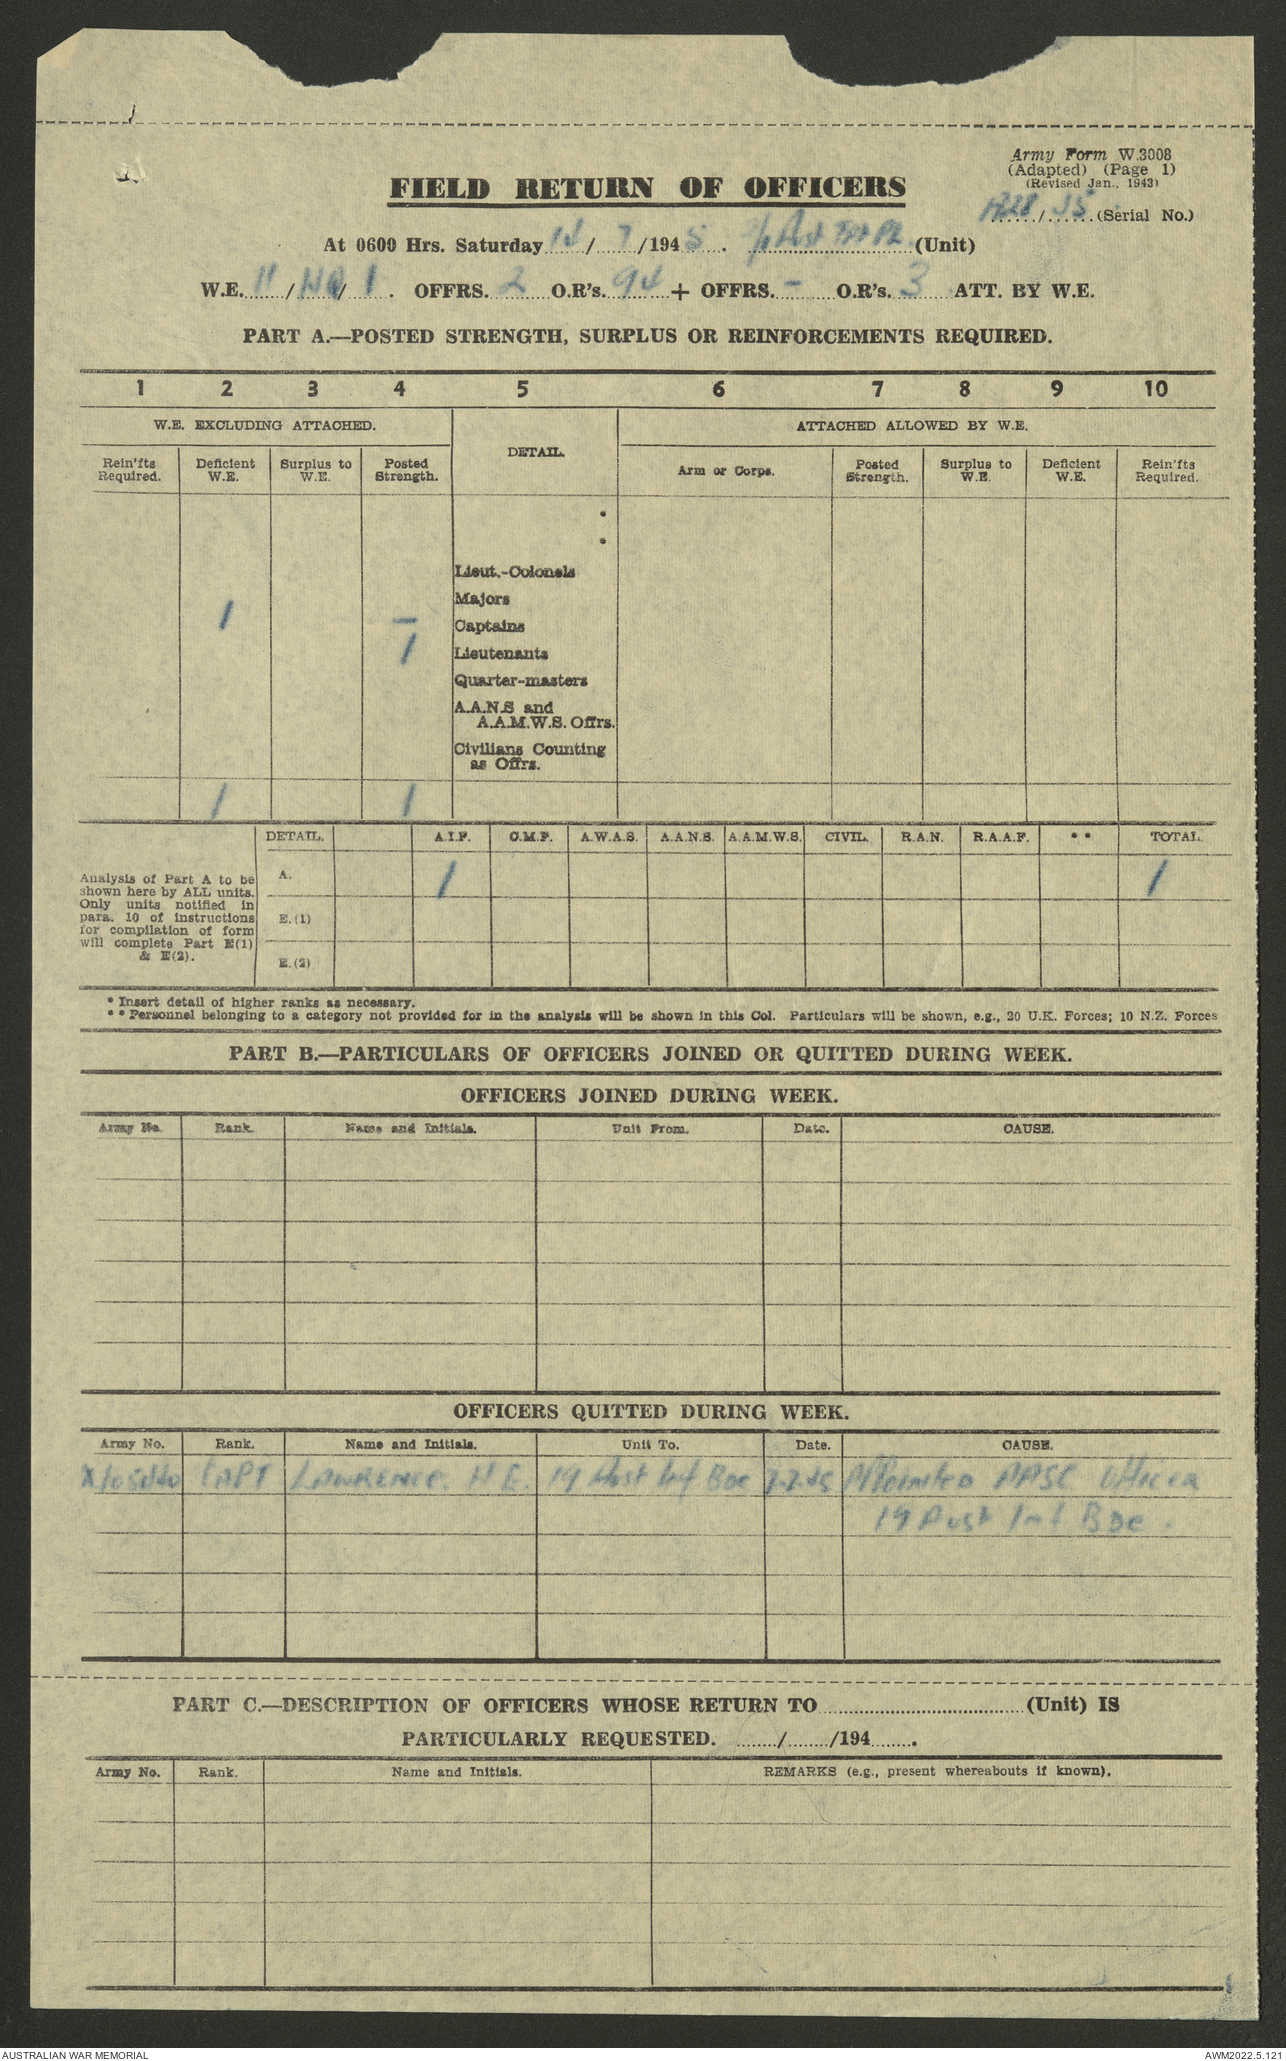 Army Form W.3008
(Adapted) (Page 1)
(Revised Jan., 1943)
/ 35 (Serial No.)
FIELD RETURN OF OFFICERS
At 0600 Hrs. Saturday 14 / 7 /194 5. Aust Tpt Pl (Unit)
W.E. 11 / HQ / 1 . OFFRS. 2 O.R's. 94 + OFFRS. - O.R's. 3 ATT. BY W.E.
PART A.—POSTED STRENGTH, SURPLUS OR REINFORCEMENTS REQUIRED.
1 2 3 4 5 6 7 8 9 10
W.E. EXCLUDING ATTACHED. DETAIL. ATTACHED ALLOWED BY W.E.
Rein'fts Required. Deficient W.E. Surplus to W.E. Posted Strength. Arm or Corps. Posted Strength. Surplus to W.E. Deficient W.E. Rein'fts Required.
*
*
Lieut.-Colonels
Majors
1 - Captains
1 Lieutenants
Quarter-masters
A.A.N.S and
A.A.M.W.S. Offrs.
Civilians Counting
as Offrs.
1 1
DETAIL. A.I.F. C.M.F. A.W.A.S. A.A.N.S. A.A.M.W.S. CIVIL. R.A.N. R.A.A.F. * * TOTAL.
Analysis of Part A to be
shown here by ALL units.
Only units notified in
para. 10 of instructions
for compilation of form
will complete Part E(1)
& E(2).
A. 1 1
E.(1)
E.(2)
* Insert detail of higher ranks as necessary.
* * Personnel belonging to a category not provided for in the analysis will be shown in this Col. Particulars will be shown, e.g., 20 U.K. Forces; 10 N.Z. Forces
PART B.—PARTICULARS OF OFFICERS JOINED OR QUITTED DURING WEEK.
OFFICERS JOINED DURING WEEK.
Army No. Rank. Name and Initials. Unit From. Date. CAUSE.
OFFICERS QUITTED DURING WEEK.
Army No. Rank. Name and Initials. Unit To. Date. CAUSE.
CAPT LAWRENCE. H E. 19 Aust Inf Bde 7-7-45 Appointed AASC Officer
19 Aust Inf Bde.
PART C.—DESCRIPTION OF OFFICERS WHOSE RETURN TO (Unit) IS
PARTICULARLY REQUESTED. / /194 .
Army No. Rank. Name and Initials. REMARKS (e.g., present whereabouts if known).
AUSTRALIAN WAR MEMORIAL AWM2022.5.121